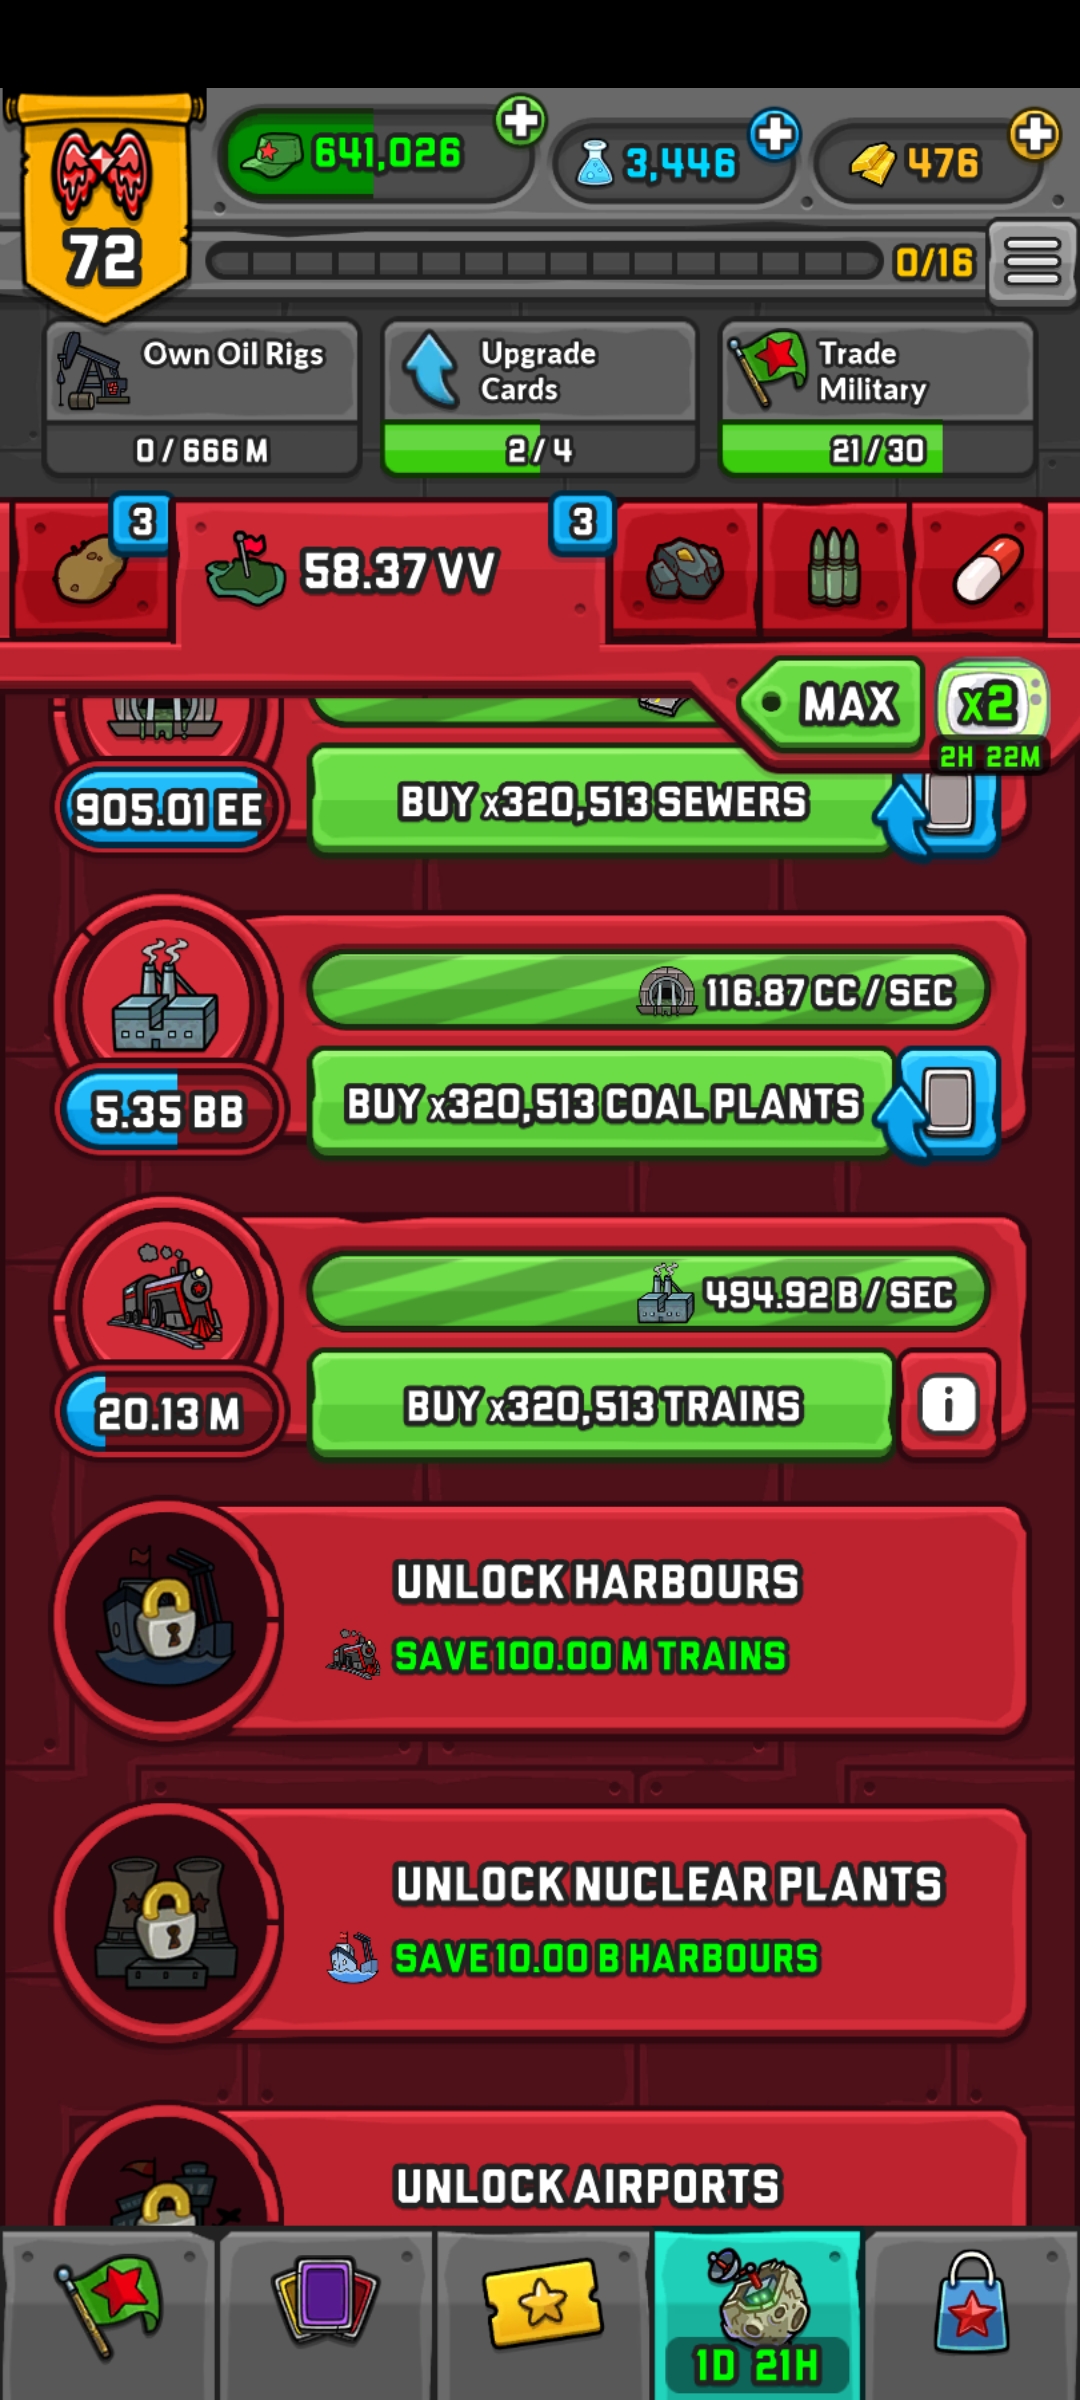 641,026
3,446
476
72
0/16
Own Oil Rigs
0 / 666 M
Upgrade
Cards
2 / 4
Trade
Military
21 / 30
3
58.37 VV
3
MAX
x2
2H 22M
905.01 EE
BUY x320,513 SEWERS
116.87 CC / SEC
5.35 BB
BUY x320,513 COAL PLANTS
494.92 B / SEC
20.13 M
BUY x320,513 TRAINS
i
UNLOCK HARBOURS
SAVE 100.00 M TRAINS
UNLOCK NUCLEAR PLANTS
SAVE 10.00 B HARBOURS
UNLOCK AIRPORTS
1D 21H